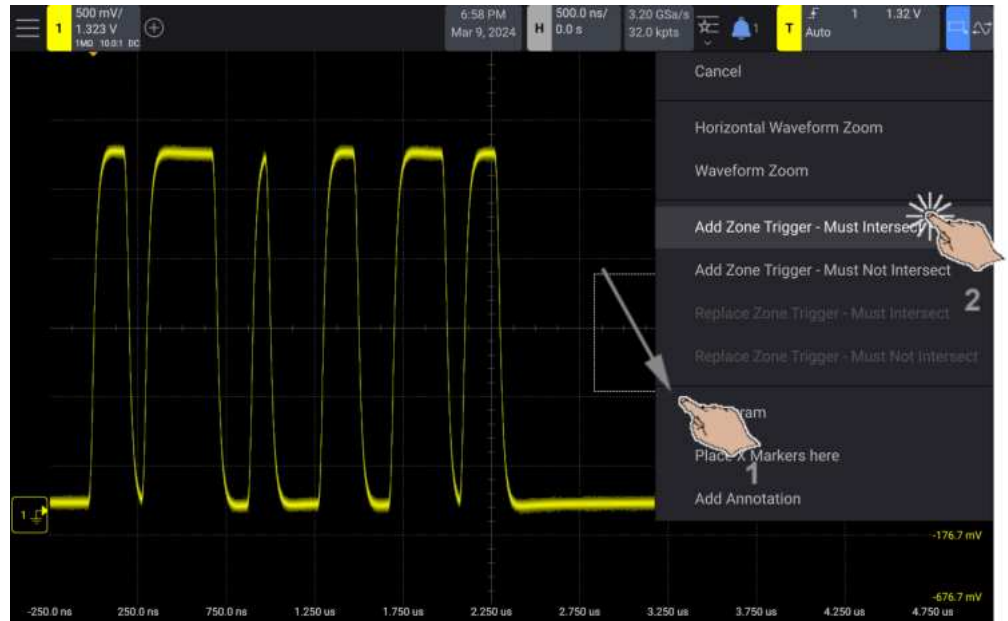 1
500 mV/
1.323 V
1MΩ 10.0:1 DC
6:58 PM
Mar 9, 2024
H
500.0 ns/
0.0 s
3.20 GSa/s
32.0 kpts
1
T
1 1.32 V
Auto
Cancel
Horizontal Waveform Zoom
Waveform Zoom
Add Zone Trigger - Must Intersect
Add Zone Trigger - Must Not Intersect
2
Replace Zone Trigger - Must Intersect
Replace Zone Trigger - Must Not Intersect
ram
Place X Markers here
1
Add Annotation
1
-176.7 mV
-676.7 mV
-250.0 ns 250.0 ns 750.0 ns 1.250 us 1.750 us 2.250 us 2.750 us 3.250 us 3.750 us 4.250 us 4.750 us